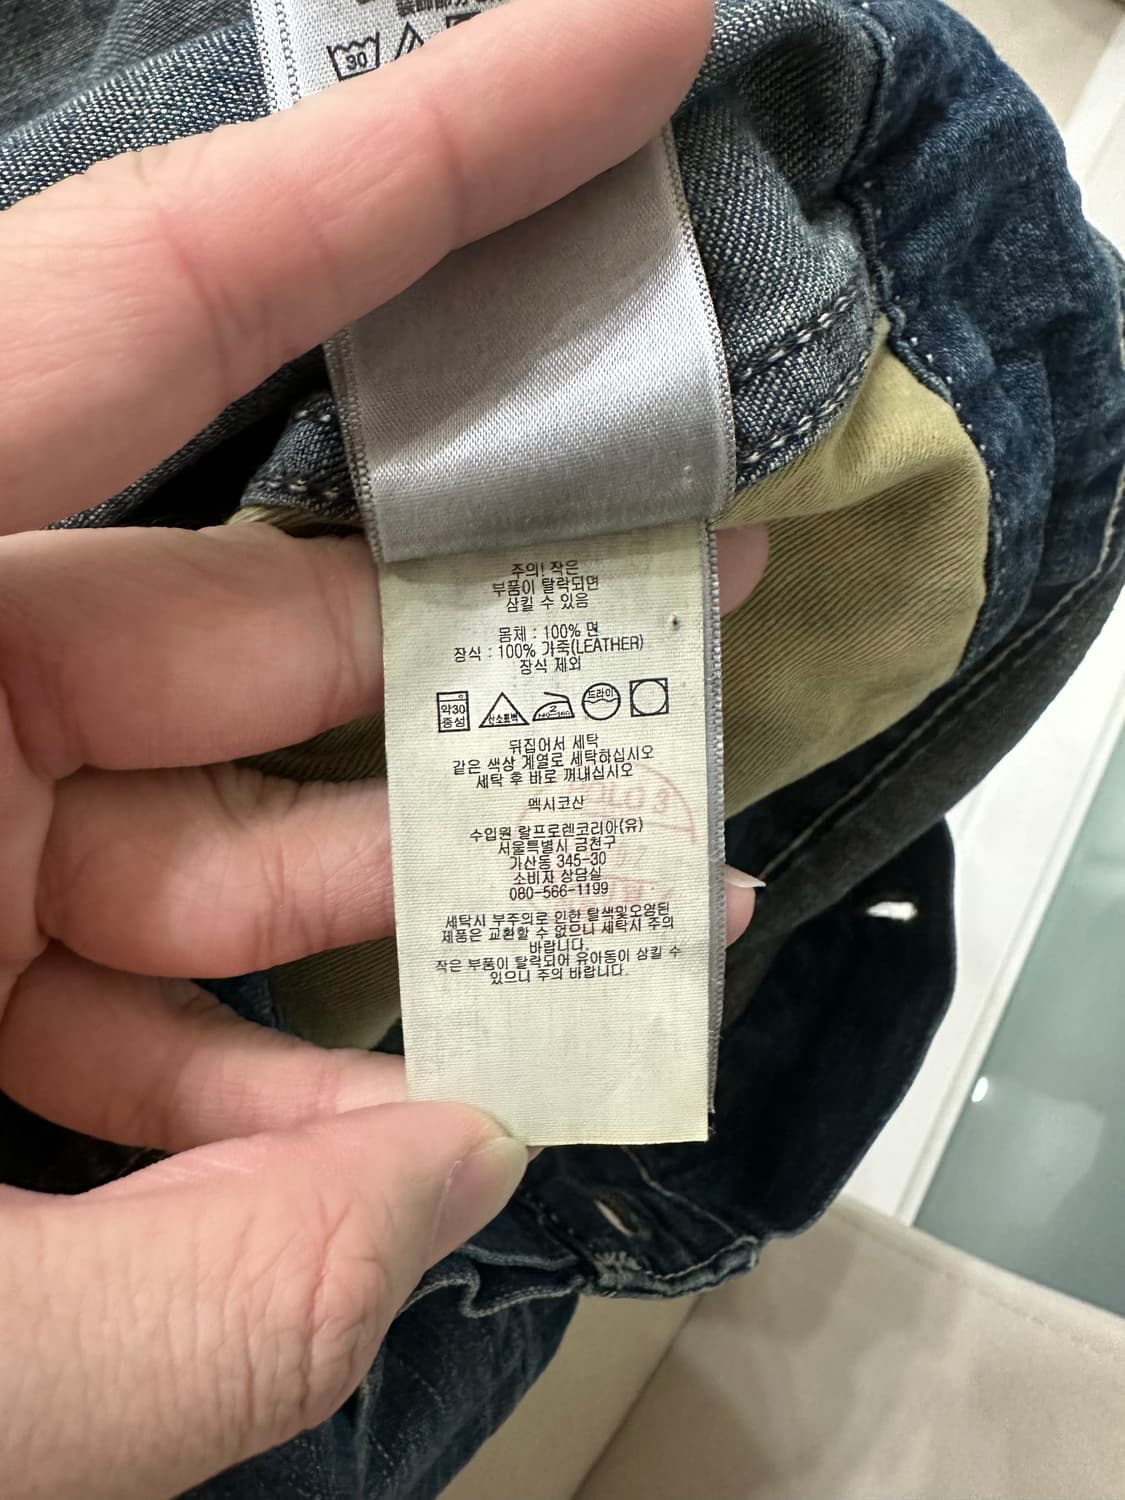 30
주의! 작은
부품이 탈락되면
삼킬 수 있음
몸체 : 100% 면
장식 : 100% 가죽(LEATHER)
장식 제외
약30 중성 산소표백 2 드라이
뒤집어서 세탁
같은 색상 계열로 세탁하십시오
세탁 후 바로 꺼내십시오
멕시코산
수입원 랄프로렌코리아(유)
서울특별시 금천구
가산동 345-30
소비자 상담실
080-566-1199
세탁시 부주의로 인한 탈색및오염된
제품은 교환할 수 없으니 세탁시 주의
바랍니다.
작은 부품이 탈락되어 유아동이 삼킬 수
있으니 주의 바랍니다.